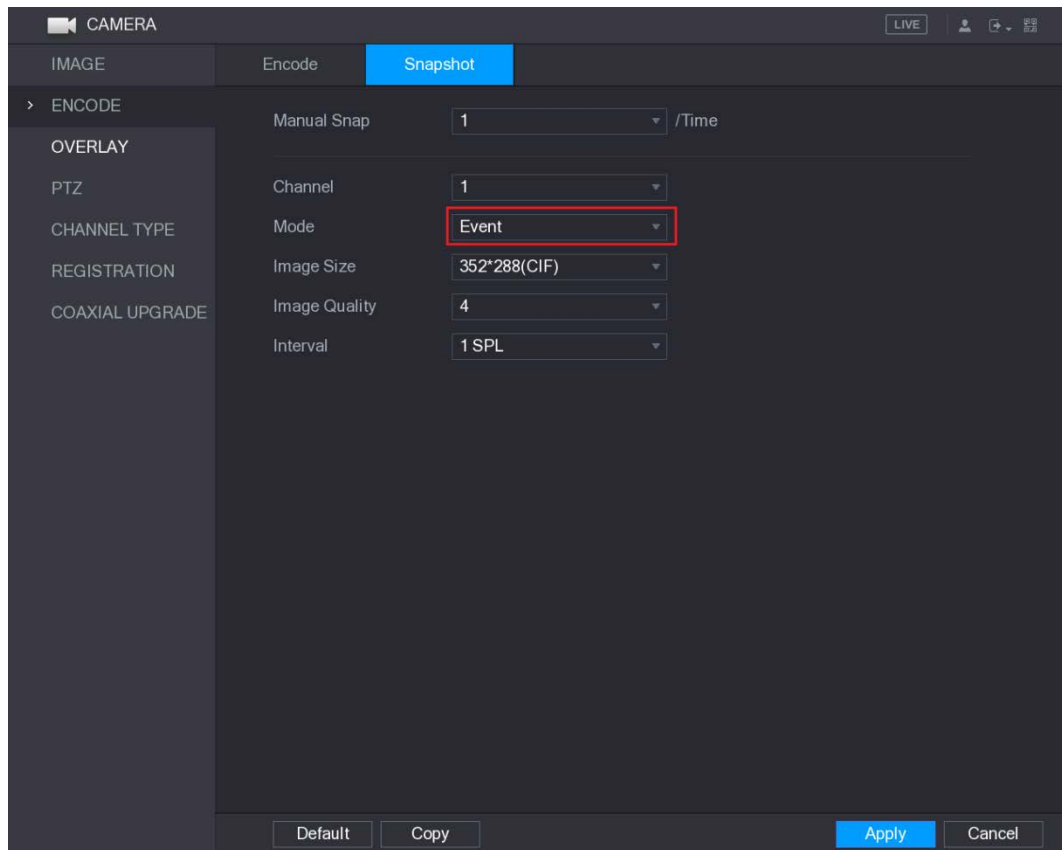 CAMERA LIVE
IMAGE
ENCODE
OVERLAY
PTZ
CHANNEL TYPE
REGISTRATION
COAXIAL UPGRADE
Encode Snapshot
Manual Snap 1 /Time
Channel 1
Mode Event
Image Size 352*288(CIF)
Image Quality 4
Interval 1 SPL
Default Copy Apply Cancel